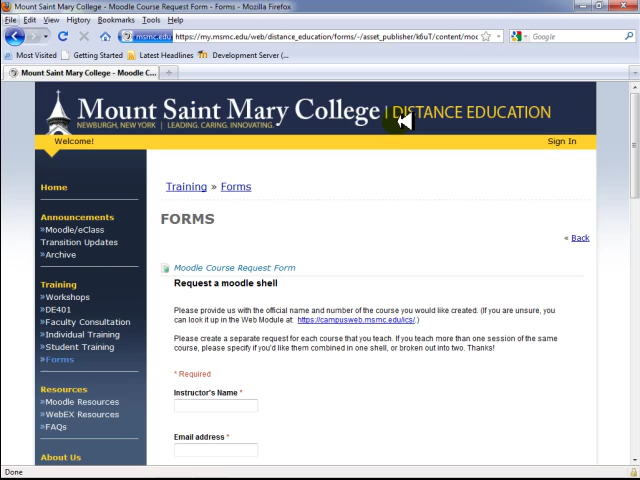 Mount Saint Mary College - Moodle Course Request Form - Forms - Mozilla Firefox
File Edit View History Bookmarks Tools Help
msmc.edu https://my.msmc.edu/web/distance_education/forms/-/asset_publisher/k6uT/content/moc Google
Most Visited Getting Started Latest Headlines Development Server (...
Mount Saint Mary College - Moodle C...
Mount Saint Mary College | DISTANCE EDUCATION
NEWBURGH, NEW YORK | LEADING. CARING. INNOVATING.
Welcome! Sign In
Home
Announcements
»Moodle/eClass
Transition Updates
»Archive
Training
»Workshops
»DE401
»Faculty Consultation
»Individual Training
»Student Training
»Forms
Resources
»Moodle Resources
»WebEX Resources
»FAQs
About Us
Training » Forms
FORMS
« Back
Moodle Course Request Form
Request a moodle shell
Please provide us with the official name and number of the course you would like created. (If you are unsure, you
can look it up in the Web Module at: https://campusweb.msmc.edu/ics/.)
Please create a separate request for each course that you teach. If you teach more than one session of the same
course, please specify if you'd like them combined in one shell, or broken out into two. Thanks!
* Required
Instructor's Name *
Email address *
Done